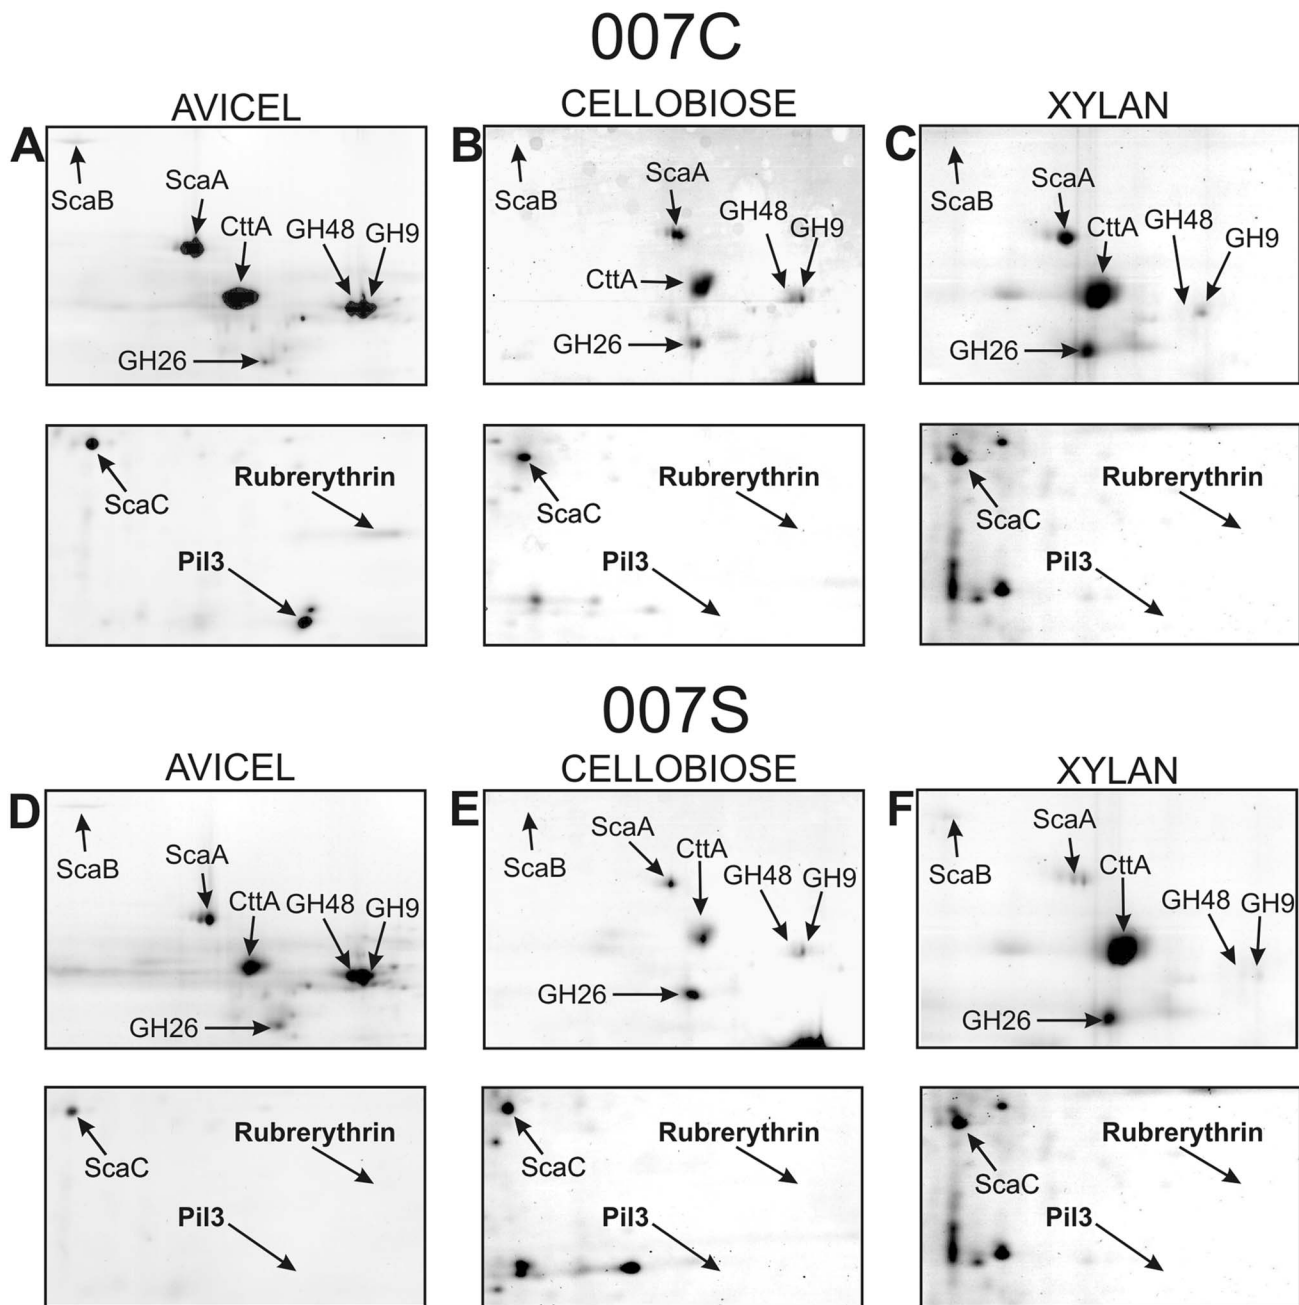 007C
AVICEL
CELLOBIOSE
XYLAN
A
ScaB
ScaA
CttA
GH48
GH9
GH26
ScaC
Rubrerythrin
Pil3
B
ScaB
ScaA
GH48
GH9
CttA
GH26
ScaC
Rubrerythrin
Pil3
C
ScaB
ScaA
CttA
GH48
GH9
GH26
ScaC
Rubrerythrin
Pil3
007S
AVICEL
CELLOBIOSE
XYLAN
D
ScaB
ScaA
CttA
GH48
GH9
GH26
ScaC
Rubrerythrin
Pil3
E
ScaB
ScaA
CttA
GH48
GH9
GH26
ScaC
Rubrerythrin
Pil3
F
ScaB
ScaA
CttA
GH48
GH9
GH26
ScaC
Rubrerythrin
Pil3